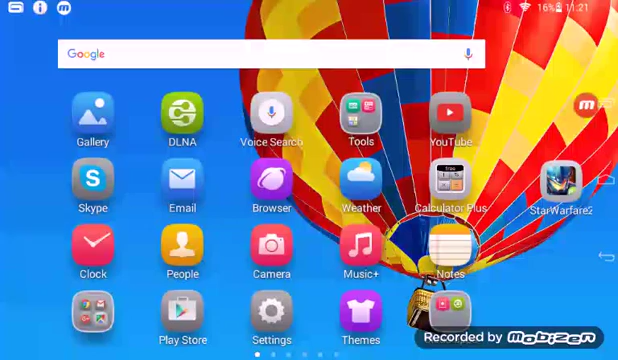 16% 11:21
Google
Gallery
DLNA
Voice Search
Tools
YouTube
Skype
Email
Browser
Weather
Calculator Plus
StarWarfare2
Clock
People
Camera
Music+
Notes
Play Store
Settings
Themes
Recorded by Mobizen